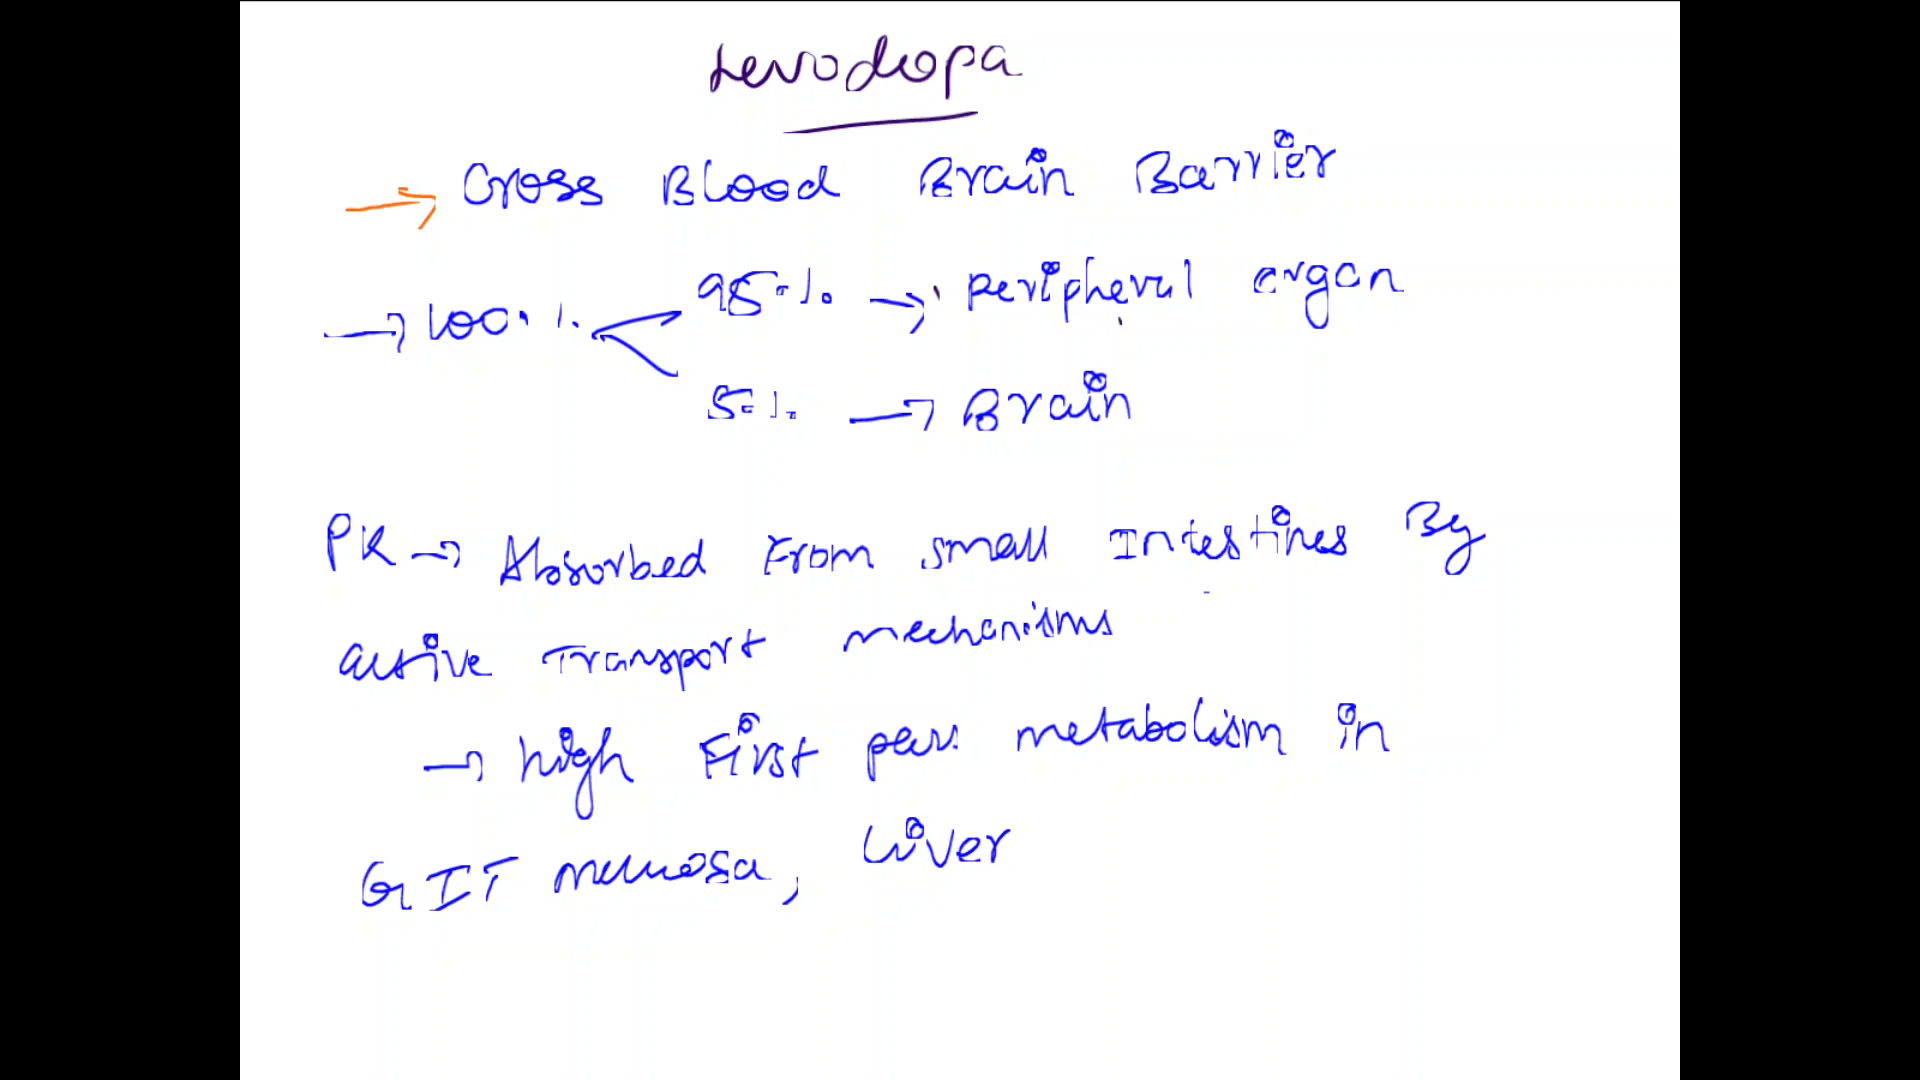 Levodopa
→ Cross Blood Brain Barrier
→ 100% 95% → Peripheral organ
5% → Brain
PK → Absorbed From small Intestines By
active Transport mechanisms
→ high First pass metabolism in
GIT mucosa, Liver